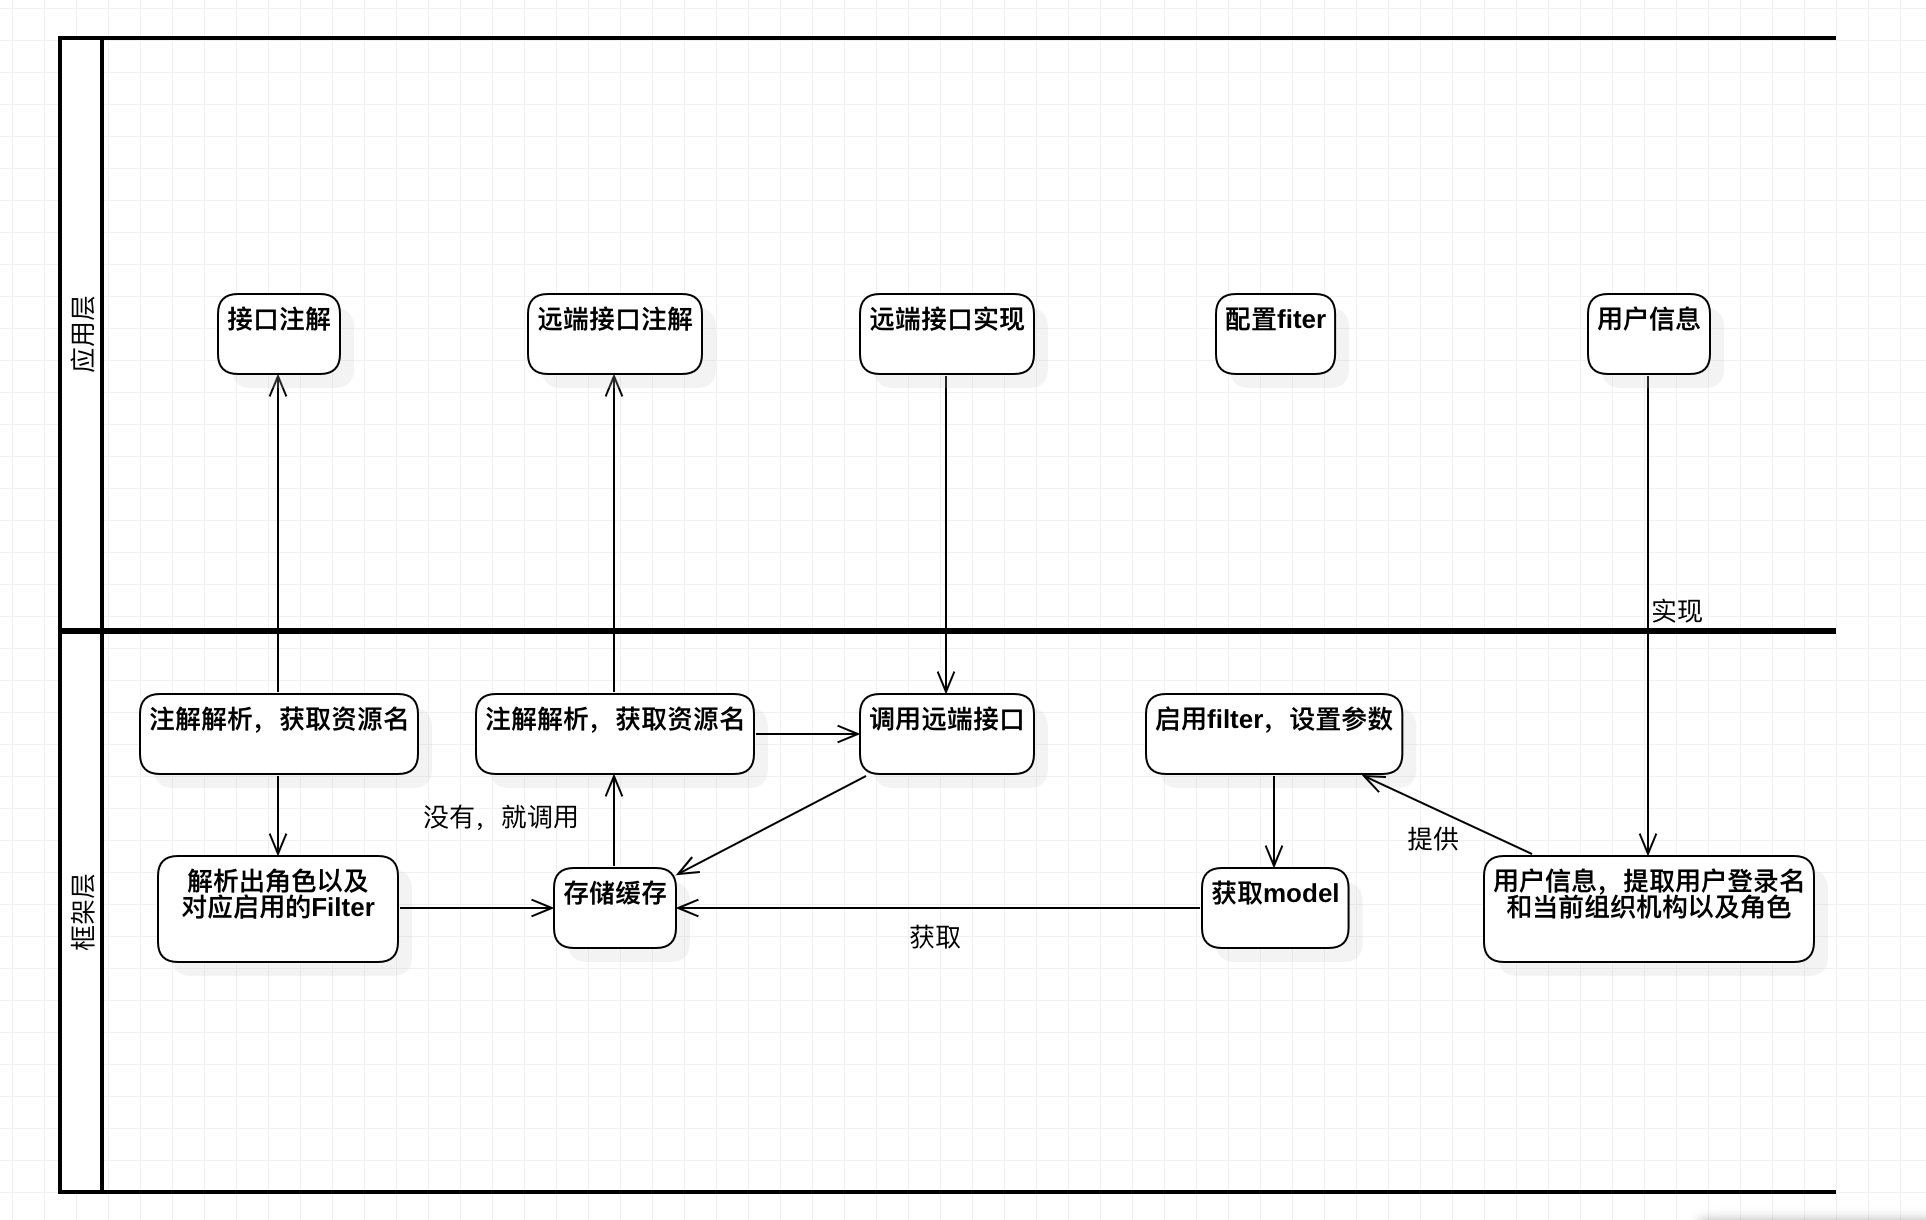 应用层
接口注解
远端接口注解
远端接口实现
配置fiter
用户信息
实现
框架层
注解解析，获取资源名
注解解析，获取资源名
调用远端接口
启用filter，设置参数
没有，就调用
提供
解析出角色以及
对应启用的Filter
存储缓存
获取model
用户信息，提取用户登录名
和当前组织机构以及角色
获取